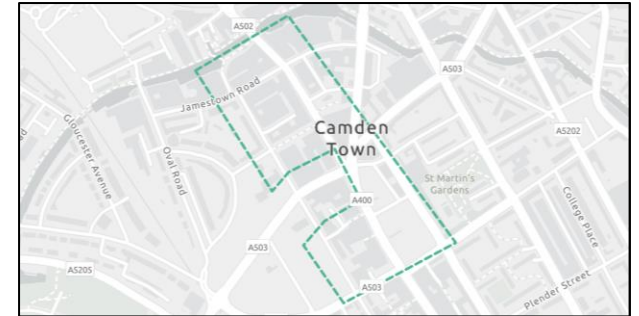 A502
A503
Jamestown Road
Camden
Town
A5202
Gloucester Avenue
Oval Road
St Martin's
Gardens
A400
College Place
A503
A5205
A503
Plender Street